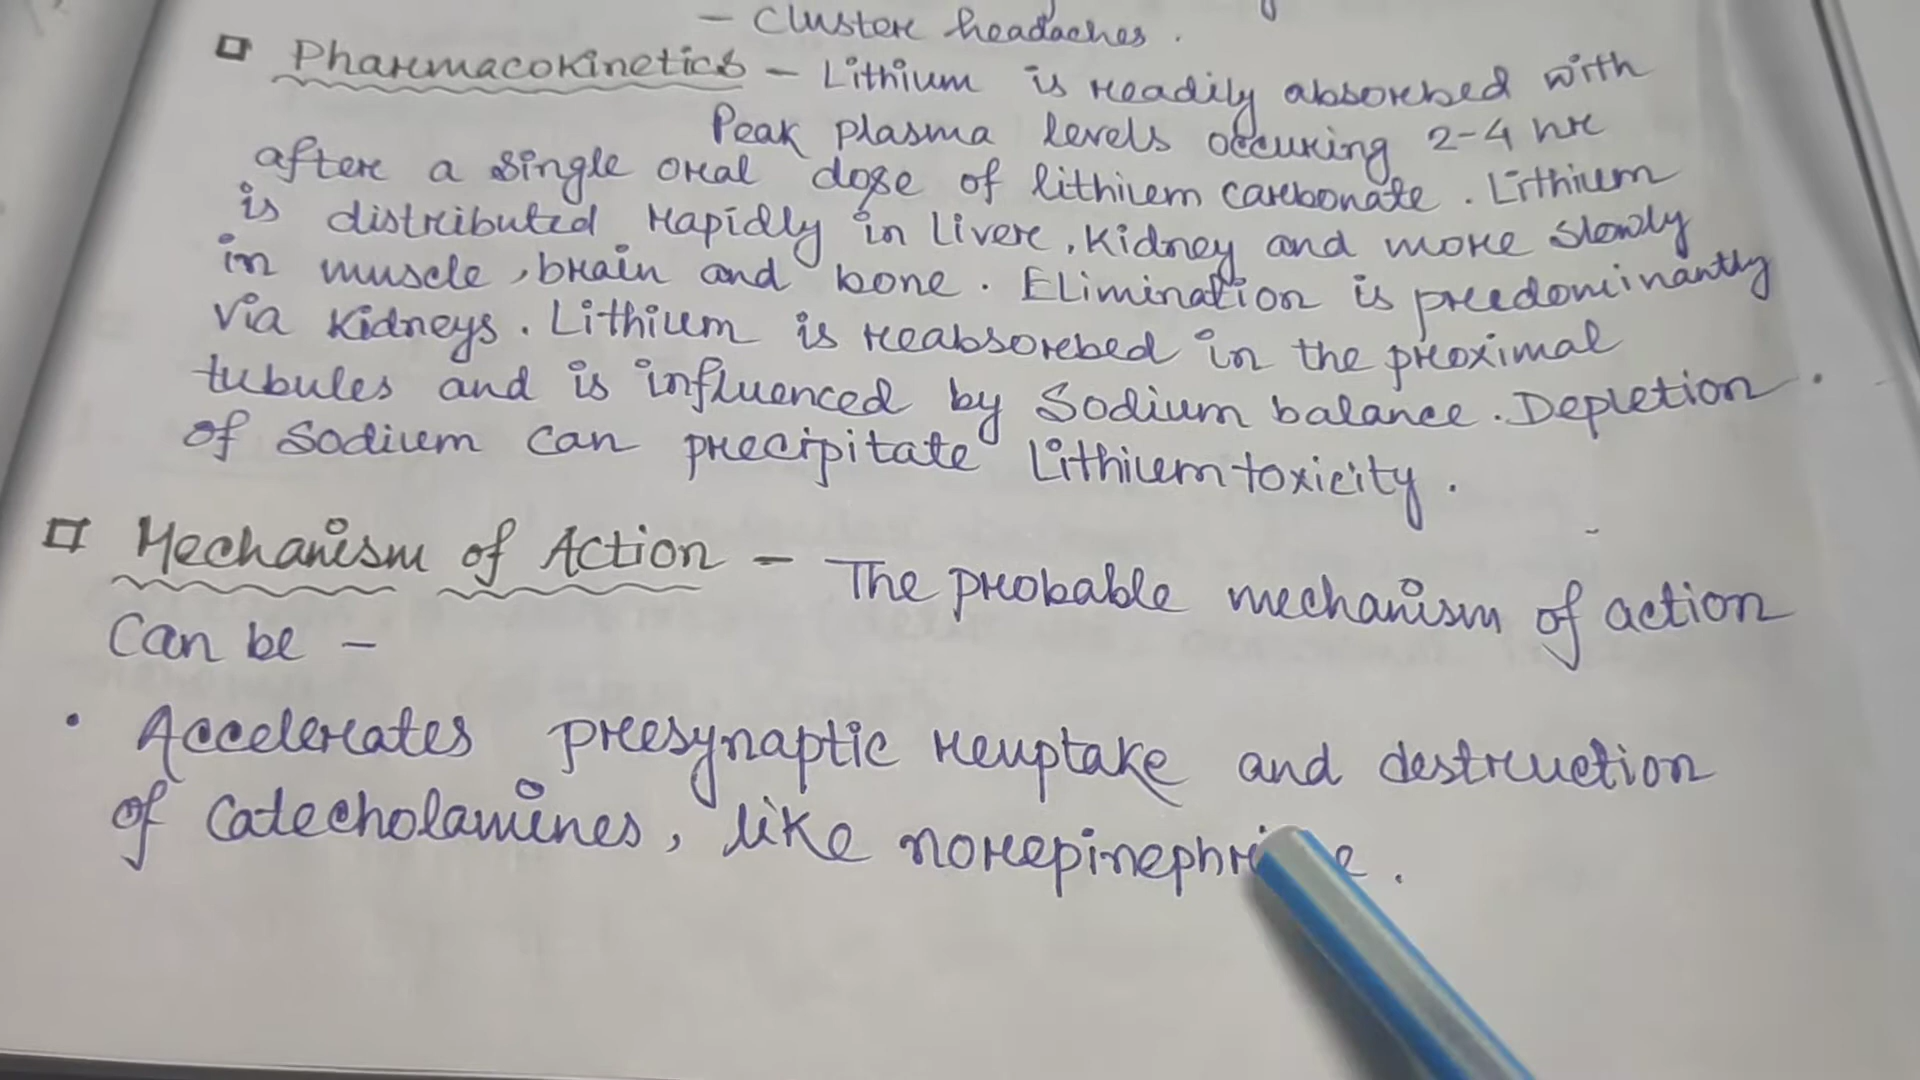 - Cluster headaches.
□ Pharmacokinetics - Lithium is readily absorbed with
Peak plasma levels occuring 2-4 hr
after a single oral dose of lithium carbonate. Lithium
is distributed rapidly in liver, kidney and more slowly
in muscle, brain and bone. Elimination is predominantly
via kidneys. Lithium is reabsorbed in the proximal
tubules and is influenced by Sodium balance. Depletion
of sodium can precipitate Lithium toxicity.
□ Mechanism of Action - The probable mechanism of action
Can be -
• Accelerates presynaptic reuptake and destruction
of catecholamines, like norepinephrine.